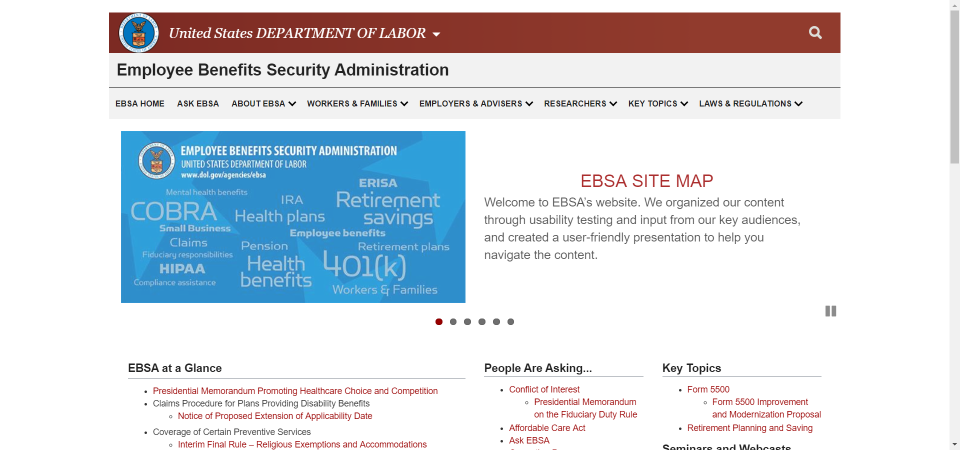 United States DEPARTMENT OF LABOR
Employee Benefits Security Administration
EBSA HOME ASK EBSA ABOUT EBSA WORKERS & FAMILIES EMPLOYERS & ADVISERS RESEARCHERS KEY TOPICS LAWS & REGULATIONS
EMPLOYEE BENEFITS SECURITY ADMINISTRATION
UNITED STATES DEPARTMENT OF LABOR
www.dol.gov/agencies/ebsa
Mental health benefits
ERISA
COBRA
IRA
Retirement savings
Health plans
Small Business
Employee benefits
Claims
Pension
Retirement plans
Fiduciary responsibilities
HIPAA
Health benefits
401(k)
Compliance assistance
Workers & Families
EBSA SITE MAP
Welcome to EBSA's website. We organized our content
through usability testing and input from our key audiences,
and created a user-friendly presentation to help you
navigate the content.
EBSA at a Glance
Presidential Memorandum Promoting Healthcare Choice and Competition
Claims Procedure for Plans Providing Disability Benefits
Notice of Proposed Extension of Applicability Date
Coverage of Certain Preventive Services
Interim Final Rule – Religious Exemptions and Accommodations
People Are Asking...
Conflict of Interest
Presidential Memorandum
on the Fiduciary Duty Rule
Affordable Care Act
Ask EBSA
Key Topics
Form 5500
Form 5500 Improvement
and Modernization Proposal
Retirement Planning and Saving
Seminars and Webcasts